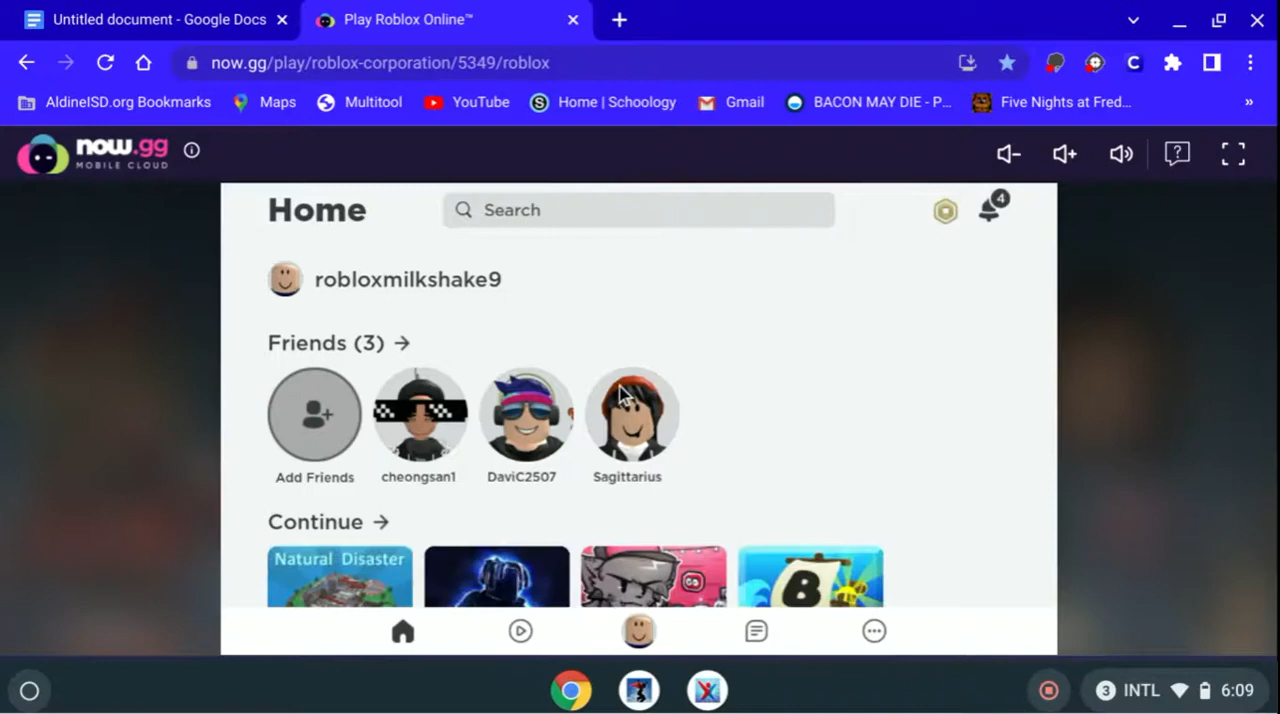 Untitled document - Google Docs
Play Roblox Online™
now.gg/play/roblox-corporation/5349/roblox
AldineISD.org Bookmarks Maps Multitool YouTube Home | Schoology Gmail BACON MAY DIE - P... Five Nights at Fred... »
now.gg
MOBILE CLOUD
Home Search 4
robloxmilkshake9
Friends (3) →
Add Friends cheongsan1 DaviC2507 Sagittarius
Continue →
Natural Disaster
B
3 INTL 6:09